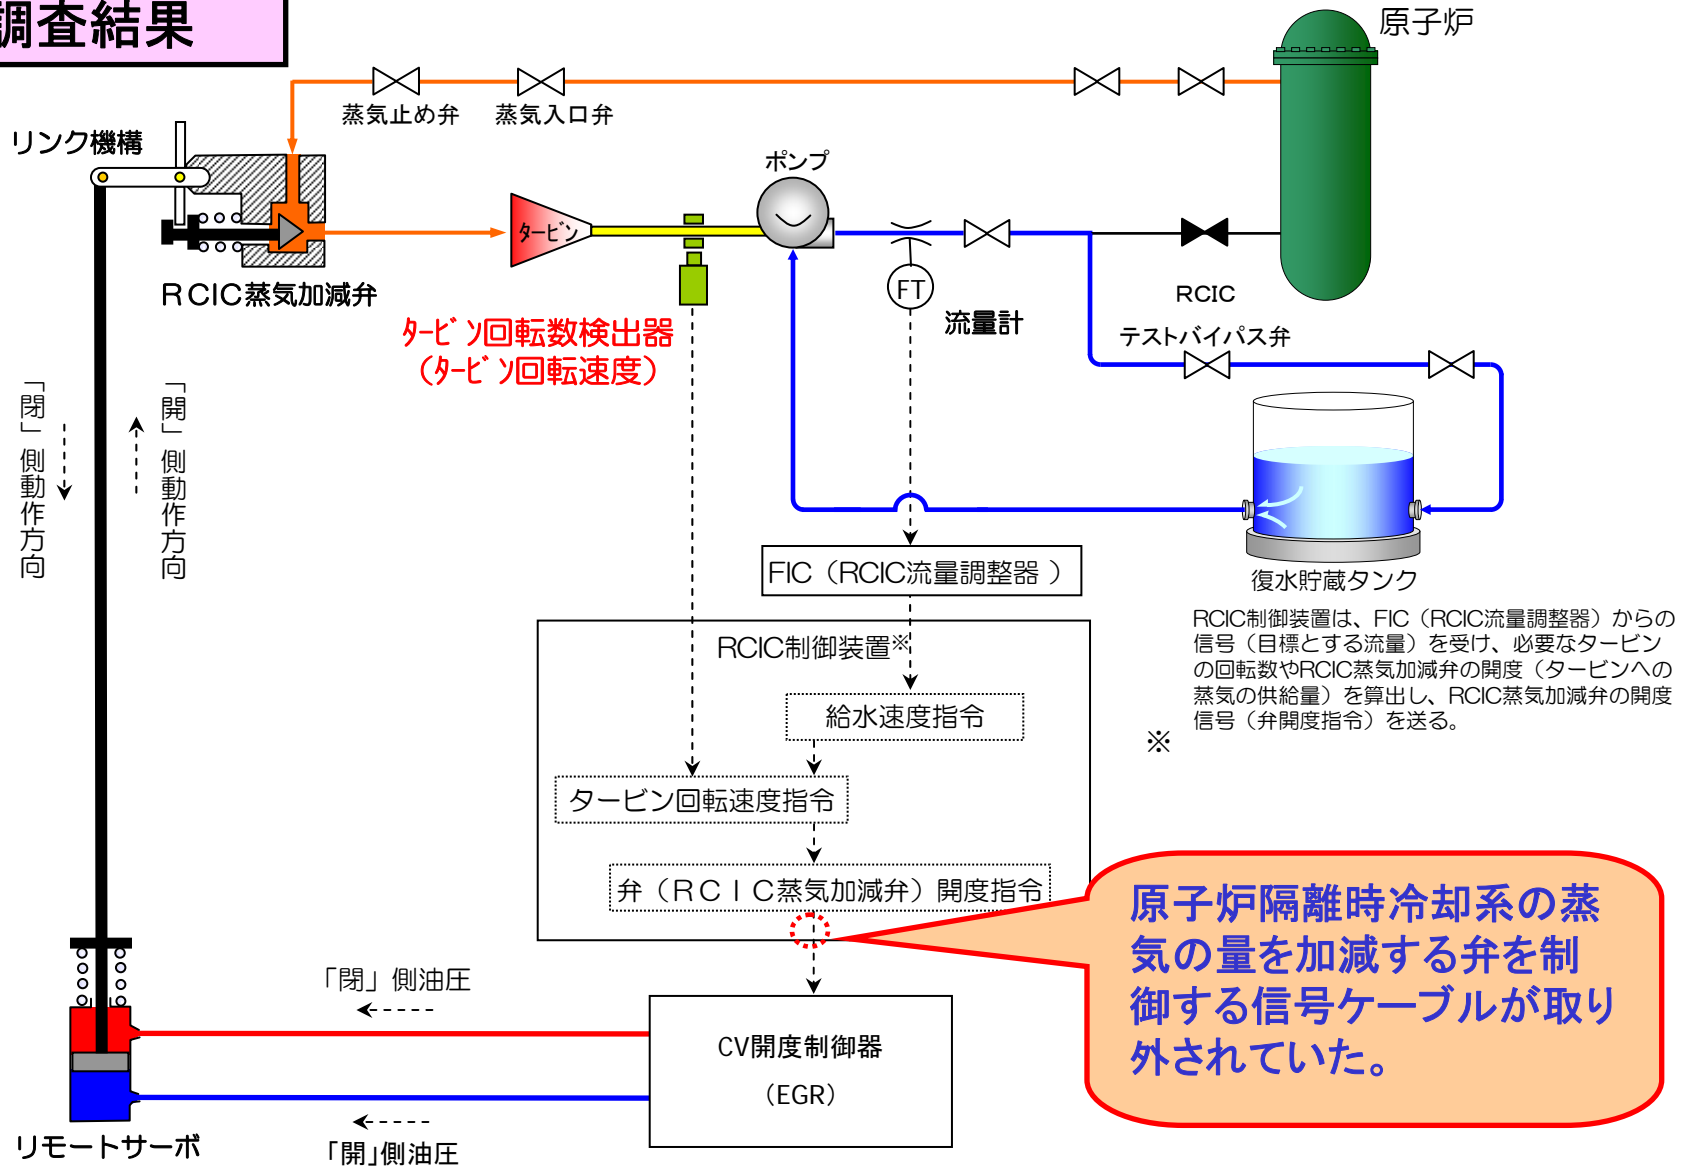 調査結果
原子炉
蒸気止め弁
蒸気入口弁
リンク機構
ポンプ
タービン
RCIC蒸気加減弁
タービン回転数検出器
（タービン回転速度）
FT
流量計
RCIC
テストバイパス弁
「閉」側動作方向
「開」側動作方向
FIC（RCIC流量調整器 ）
復水貯蔵タンク
RCIC制御装置は、FIC（RCIC流量調整器）からの
信号（目標とする流量）を受け、必要なタービン
の回転数やRCIC蒸気加減弁の開度（タービンへの
蒸気の供給量）を算出し、RCIC蒸気加減弁の開度
信号（弁開度指令）を送る。
※
RCIC制御装置※
給水速度指令
タービン回転速度指令
弁（ＲＣＩＣ蒸気加減弁）開度指令
原子炉隔離時冷却系の蒸
気の量を加減する弁を制
御する信号ケーブルが取り
外されていた。
「閉」側油圧
CV開度制御器
（EGR）
リモートサーボ
「開」側油圧